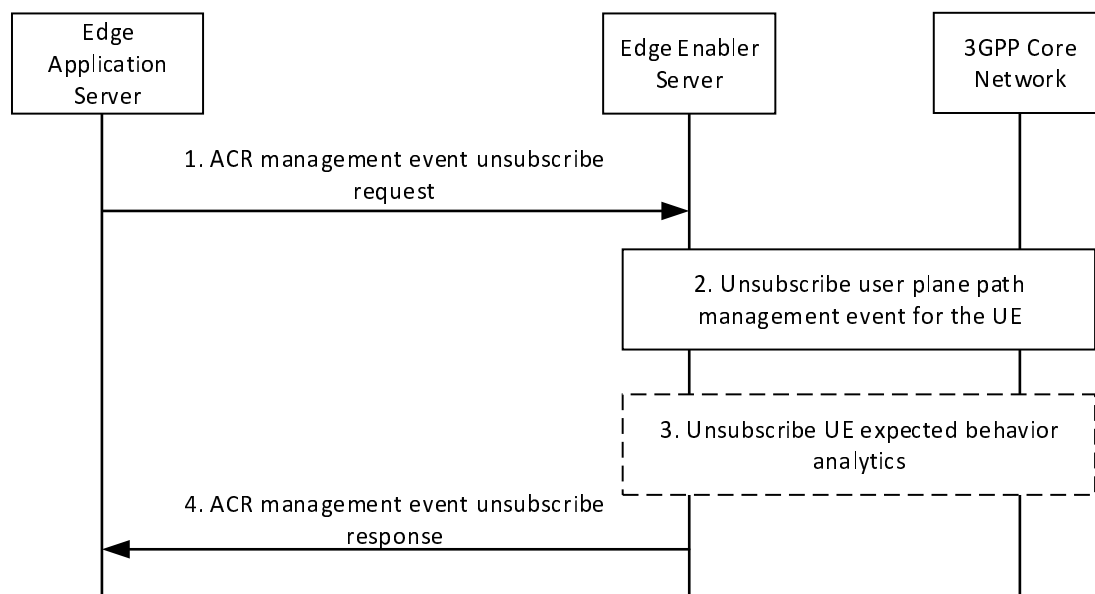 Edge
Application
Server
Edge Enabler
Server
3GPP Core
Network
1. ACR management event unsubscribe
request
2. Unsubscribe user plane path
management event for the UE
3. Unsubscribe UE expected behavior
analytics
4. ACR management event unsubscribe
response